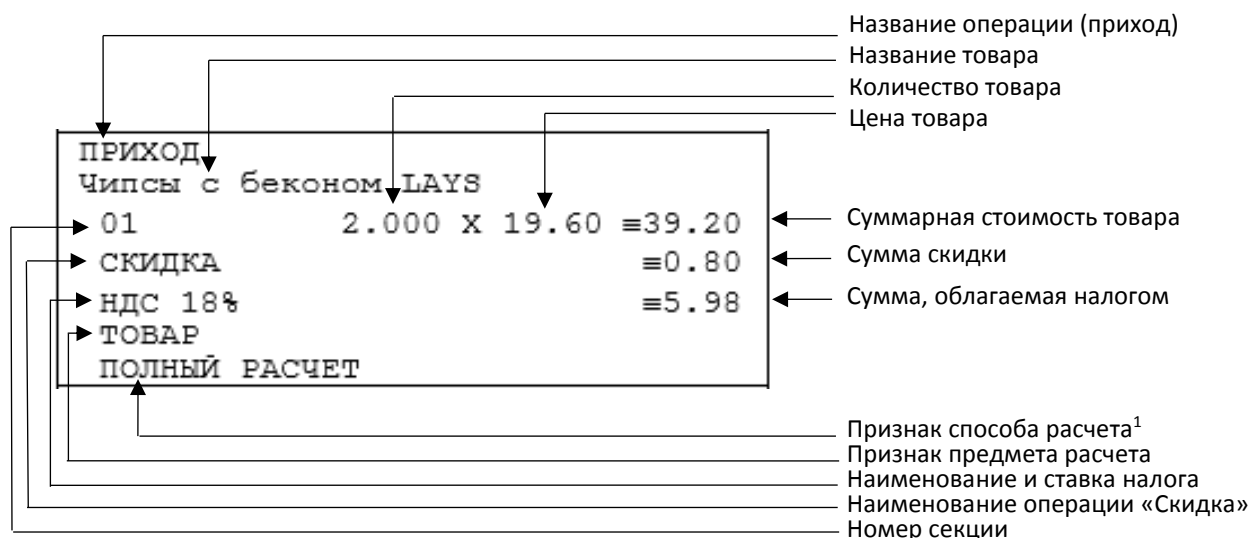 Название операции (приход)
Название товара
Количество товара
Цена товара
ПРИХОД
Чипсы с беконом LAYS
01 2.000 X 19.60 ≡39.20
Суммарная стоимость товара
СКИДКА ≡0.80
Сумма скидки
НДС 18% ≡5.98
Сумма, облагаемая налогом
ТОВАР
ПОЛНЫЙ РАСЧЕТ
Признак способа расчета¹
Признак предмета расчета
Наименование и ставка налога
Наименование операции «Скидка»
Номер секции